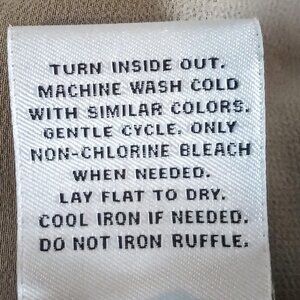 TURN INSIDE OUT.
MACHINE WASH COLD
WITH SIMILAR COLORS.
GENTLE CYCLE. ONLY
NON-CHLORINE BLEACH
WHEN NEEDED.
LAY FLAT TO DRY.
COOL IRON IF NEEDED.
DO NOT IRON RUFFLE.